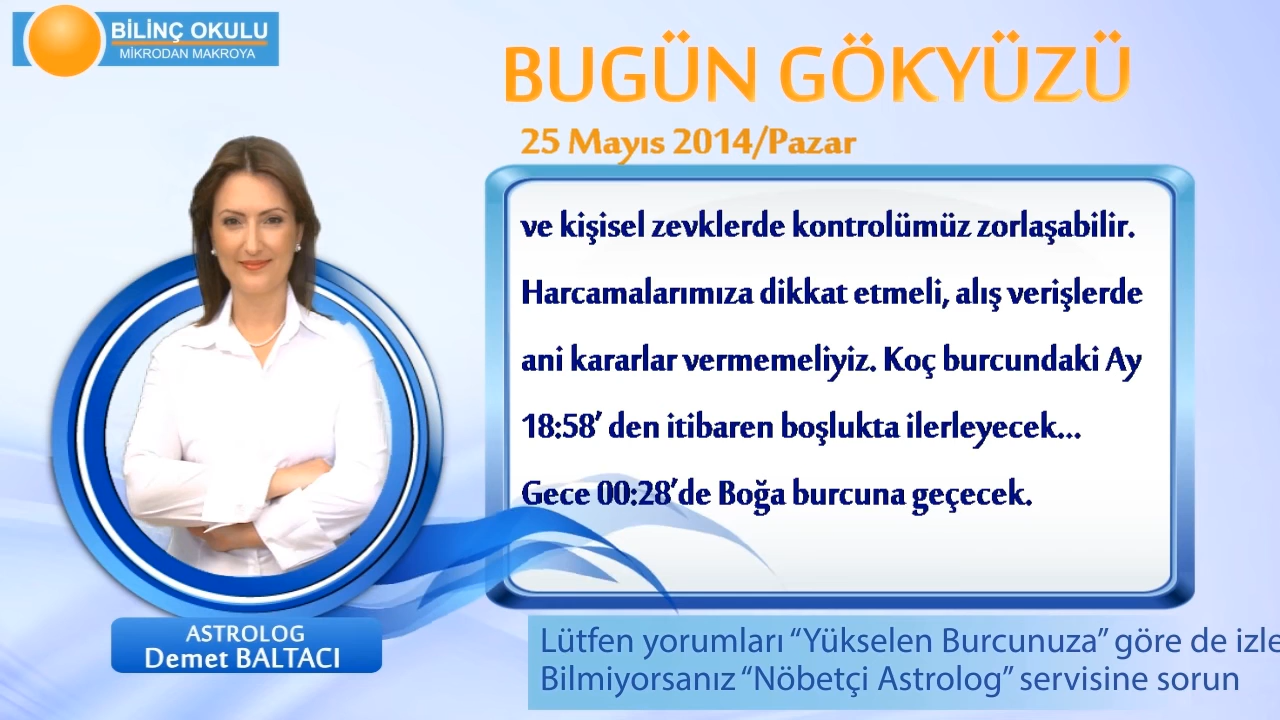 BİLİNÇ OKULU
MİKRODAN MAKROYA
BUGÜN GÖKYÜZÜ
25 Mayıs 2014/Pazar
ve kişisel zevklerde kontrolümüz zorlaşabilir.
Harcamalarımıza dikkat etmeli, alış verişlerde
ani kararlar vermemeliyiz. Koç burcundaki Ay
18:58’ den itibaren boşlukta ilerleyecek...
Gece 00:28’de Boğa burcuna geçecek.
ASTROLOG
Demet BALTACI
Lütfen yorumları “Yükselen Burcunuza” göre de izle
Bilmiyorsanız “Nöbetçi Astrolog” servisine sorun